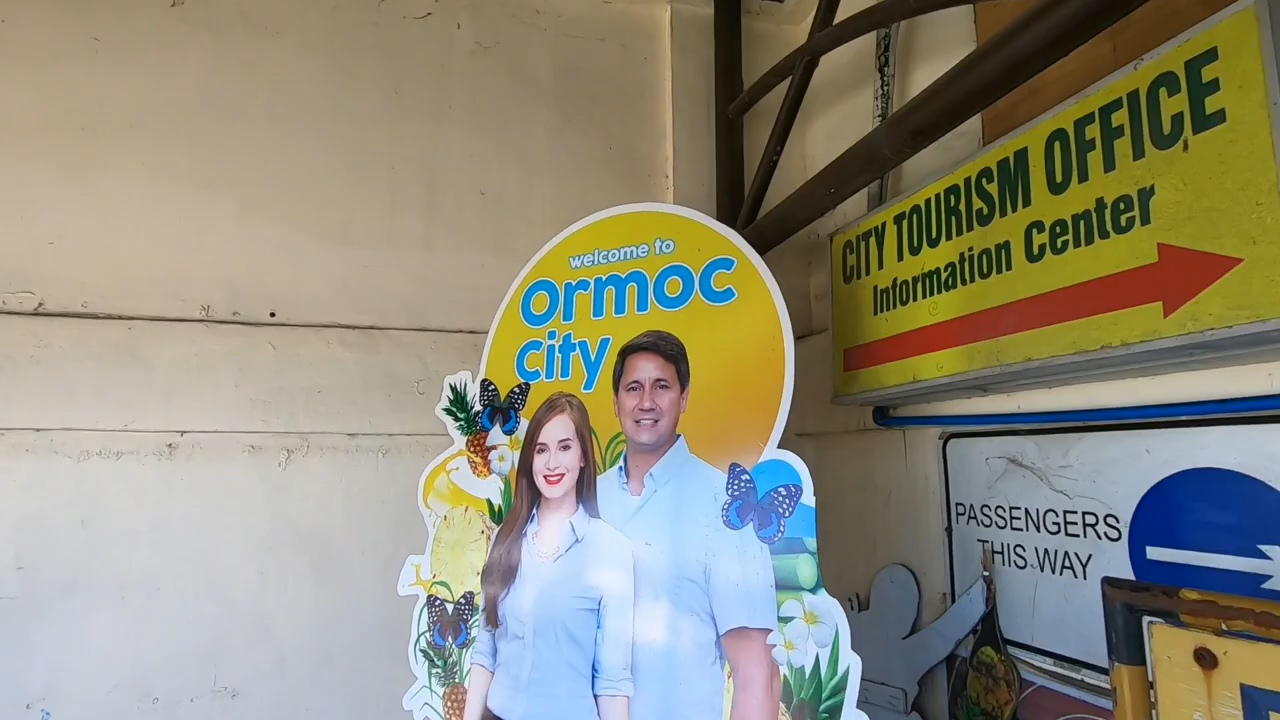 welcome to
ormoc
city
CITY TOURISM OFFICE
Information Center
PASSENGERS
THIS WAY